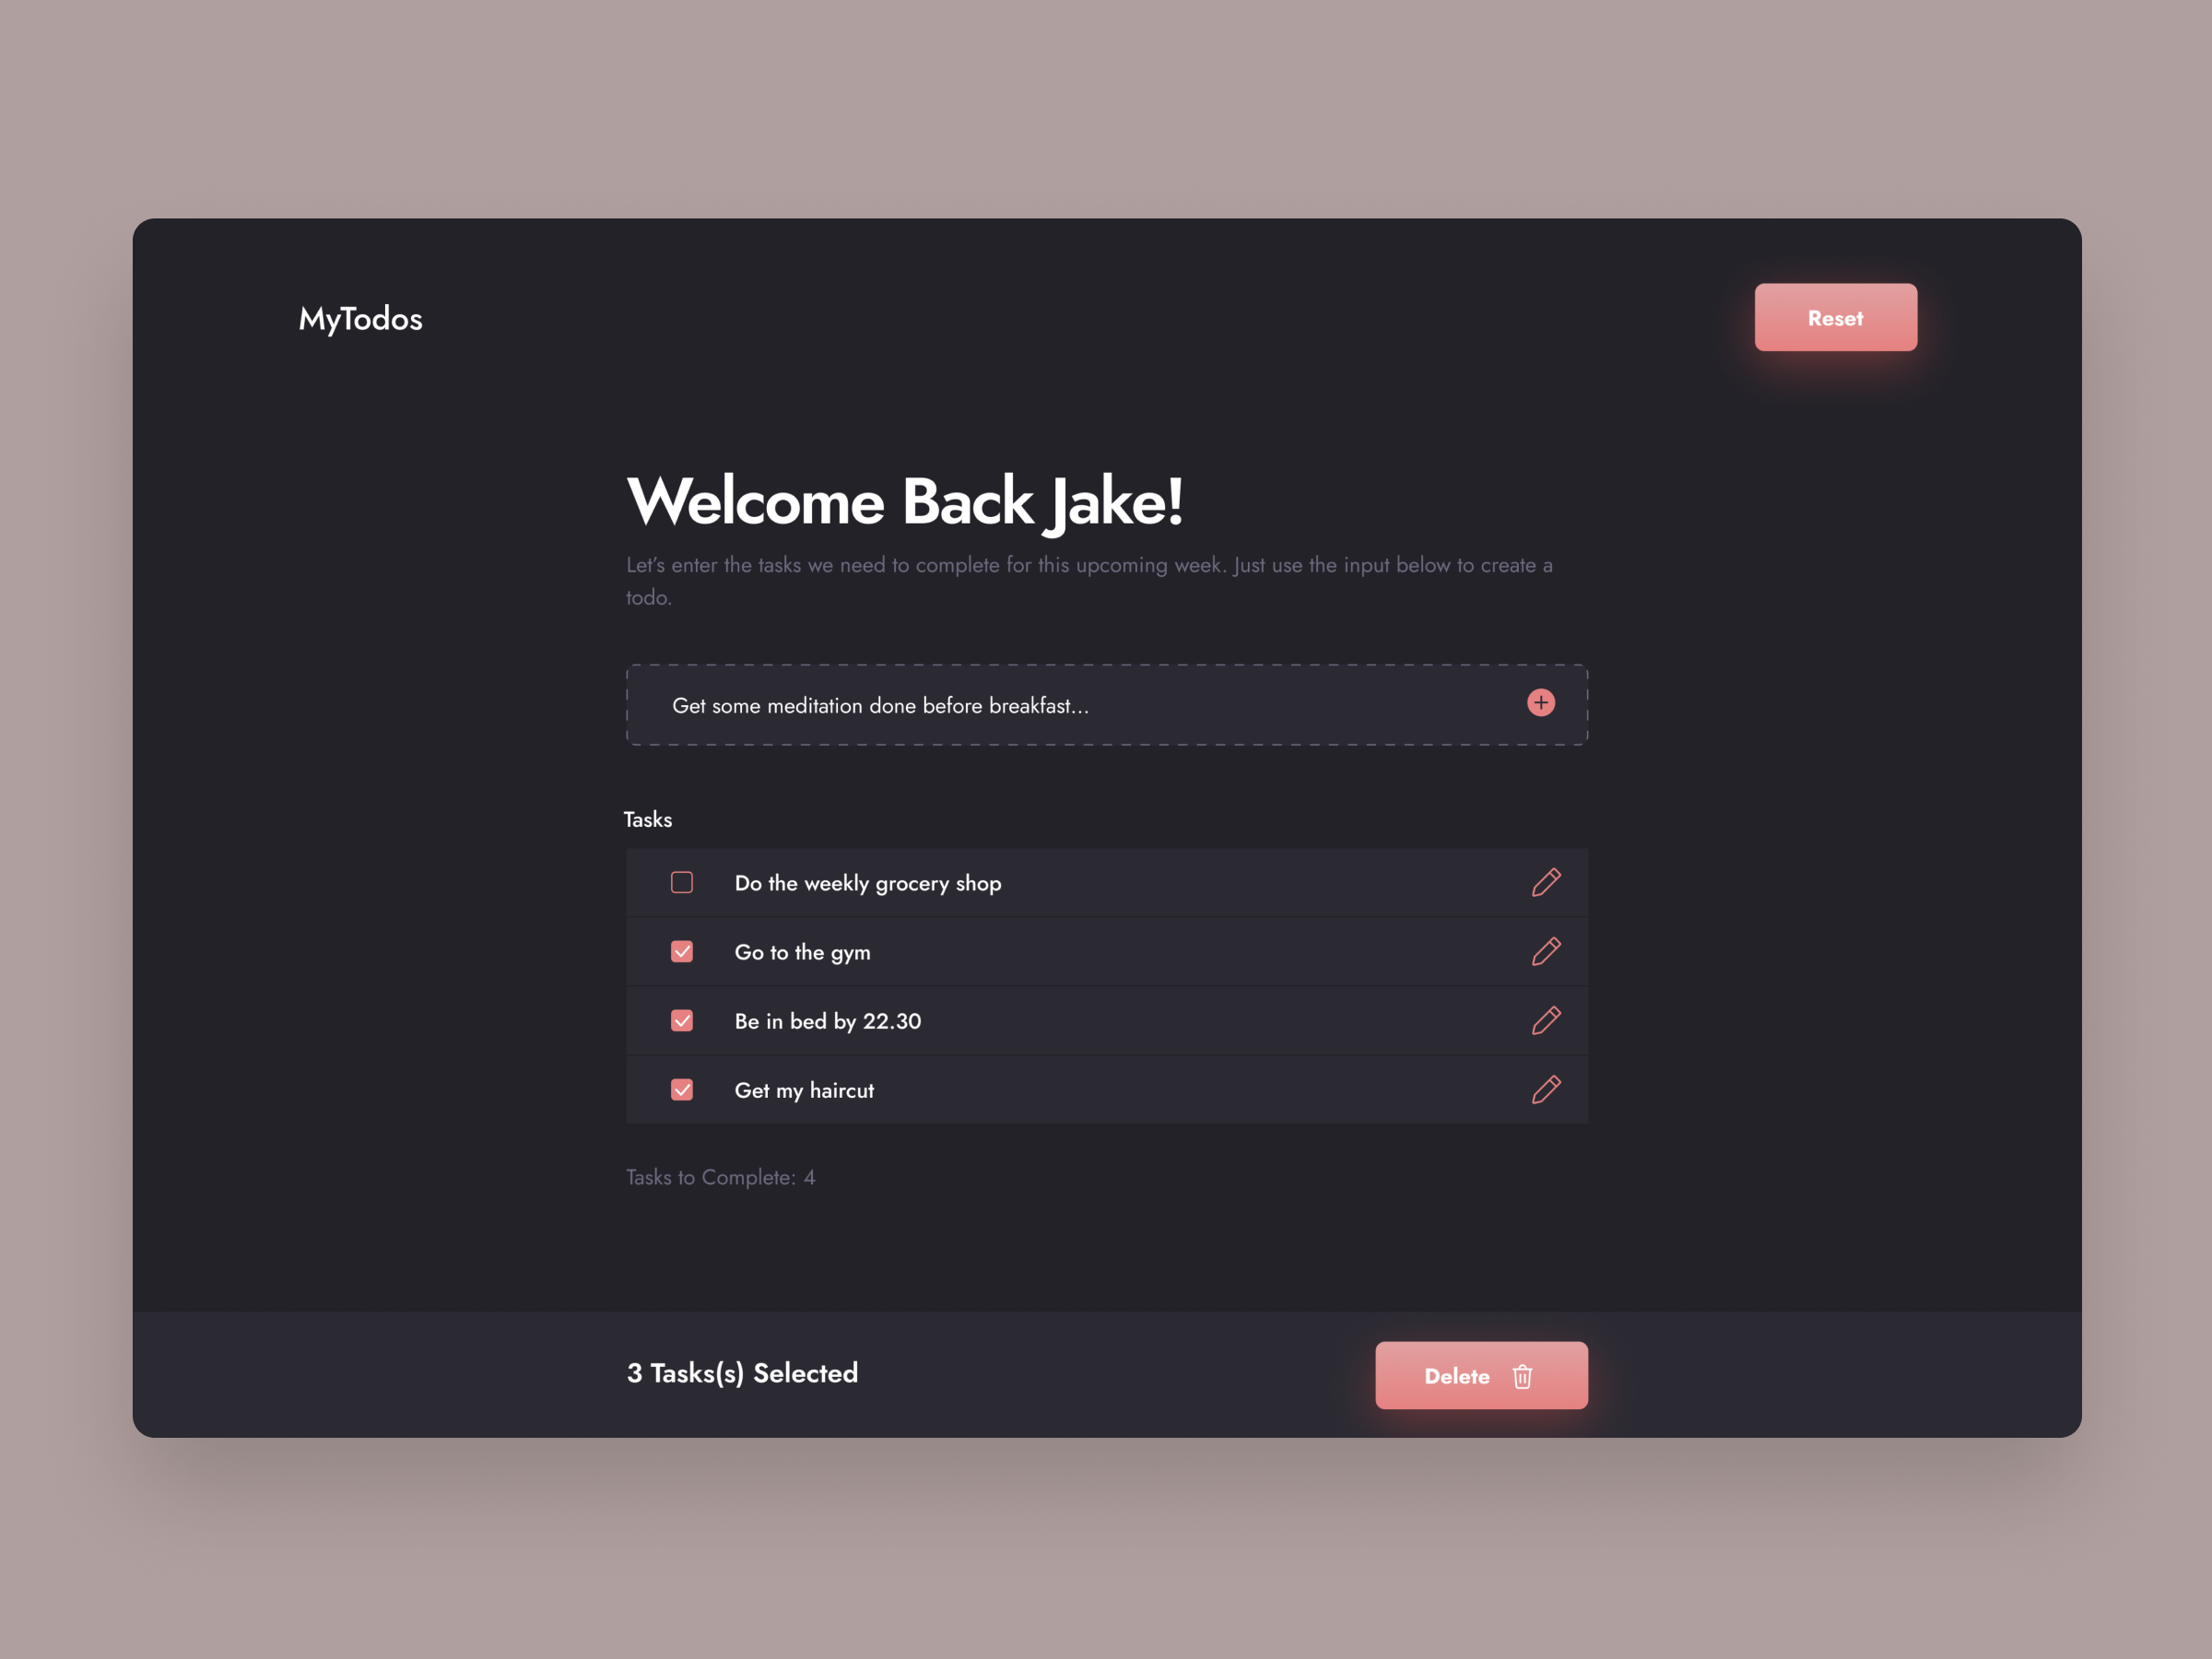 MyTodos
Reset
Welcome Back Jake!
Let’s enter the tasks we need to complete for this upcoming week. Just use the input below to create a
todo.
Get some meditation done before breakfast...
Tasks
Do the weekly grocery shop
Go to the gym
Be in bed by 22.30
Get my haircut
Tasks to Complete: 4
3 Tasks(s) Selected
Delete